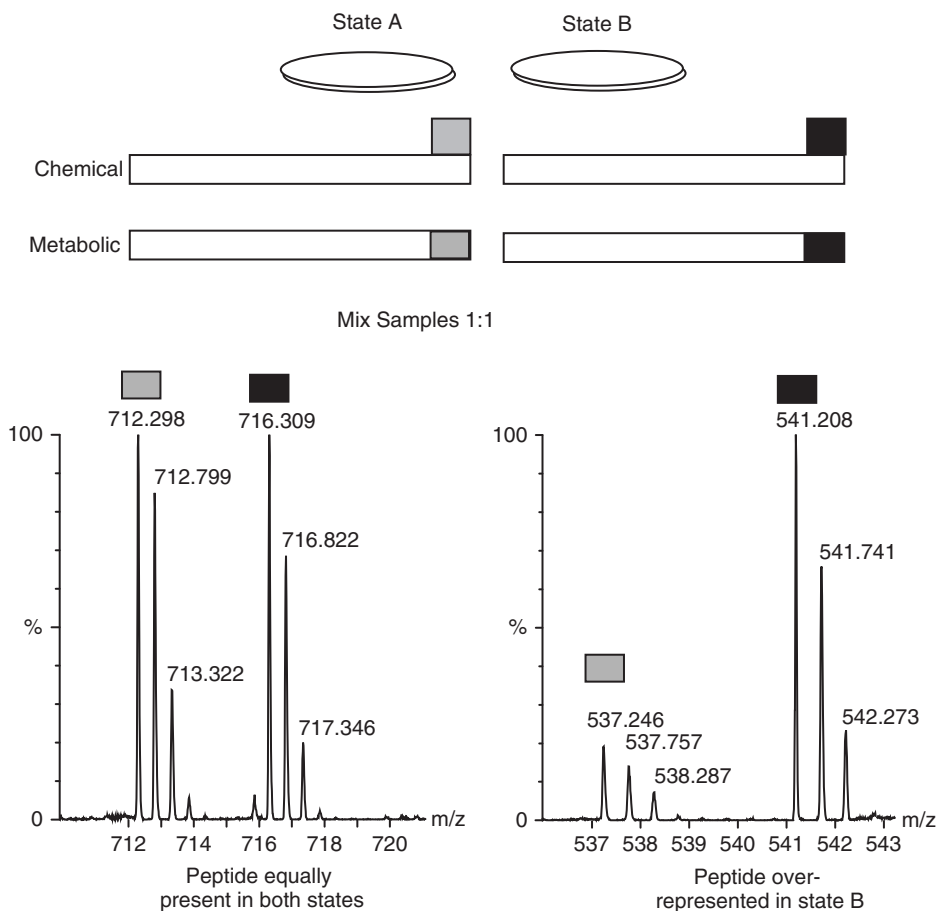 State A
State B
Chemical
Metabolic
Mix Samples 1:1
712.298
716.309
100
712.799
716.822
%
713.322
717.346
0
m/z
712
714
716
718
720
Peptide equally
present in both states
541.208
100
541.741
%
537.246
537.757
538.287
542.273
0
m/z
537
538
539
540
541
542
543
Peptide over-
represented in state B